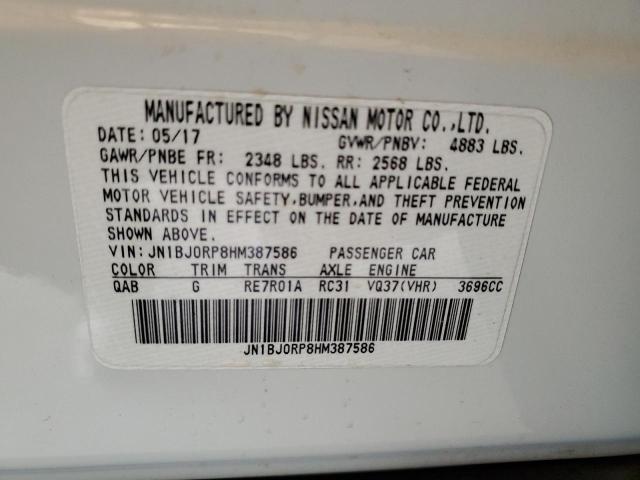 MANUFACTURED BY NISSAN MOTOR CO.,LTD.
DATE: 05/17 GVWR/PNBV: 4883 LBS.
GAWR/PNBE FR: 2348 LBS. RR: 2568 LBS.
THIS VEHICLE CONFORMS TO ALL APPLICABLE FEDERAL
MOTOR VEHICLE SAFETY,BUMPER,AND THEFT PREVENTION
STANDARDS IN EFFECT ON THE DATE OF MANUFACTURE
SHOWN ABOVE.
VIN: JN1BJ0RP8HM387586 PASSENGER CAR
COLOR TRIM TRANS AXLE ENGINE
QAB G RE7R01A RC31 VQ37(VHR) 3696CC
JN1BJ0RP8HM387586